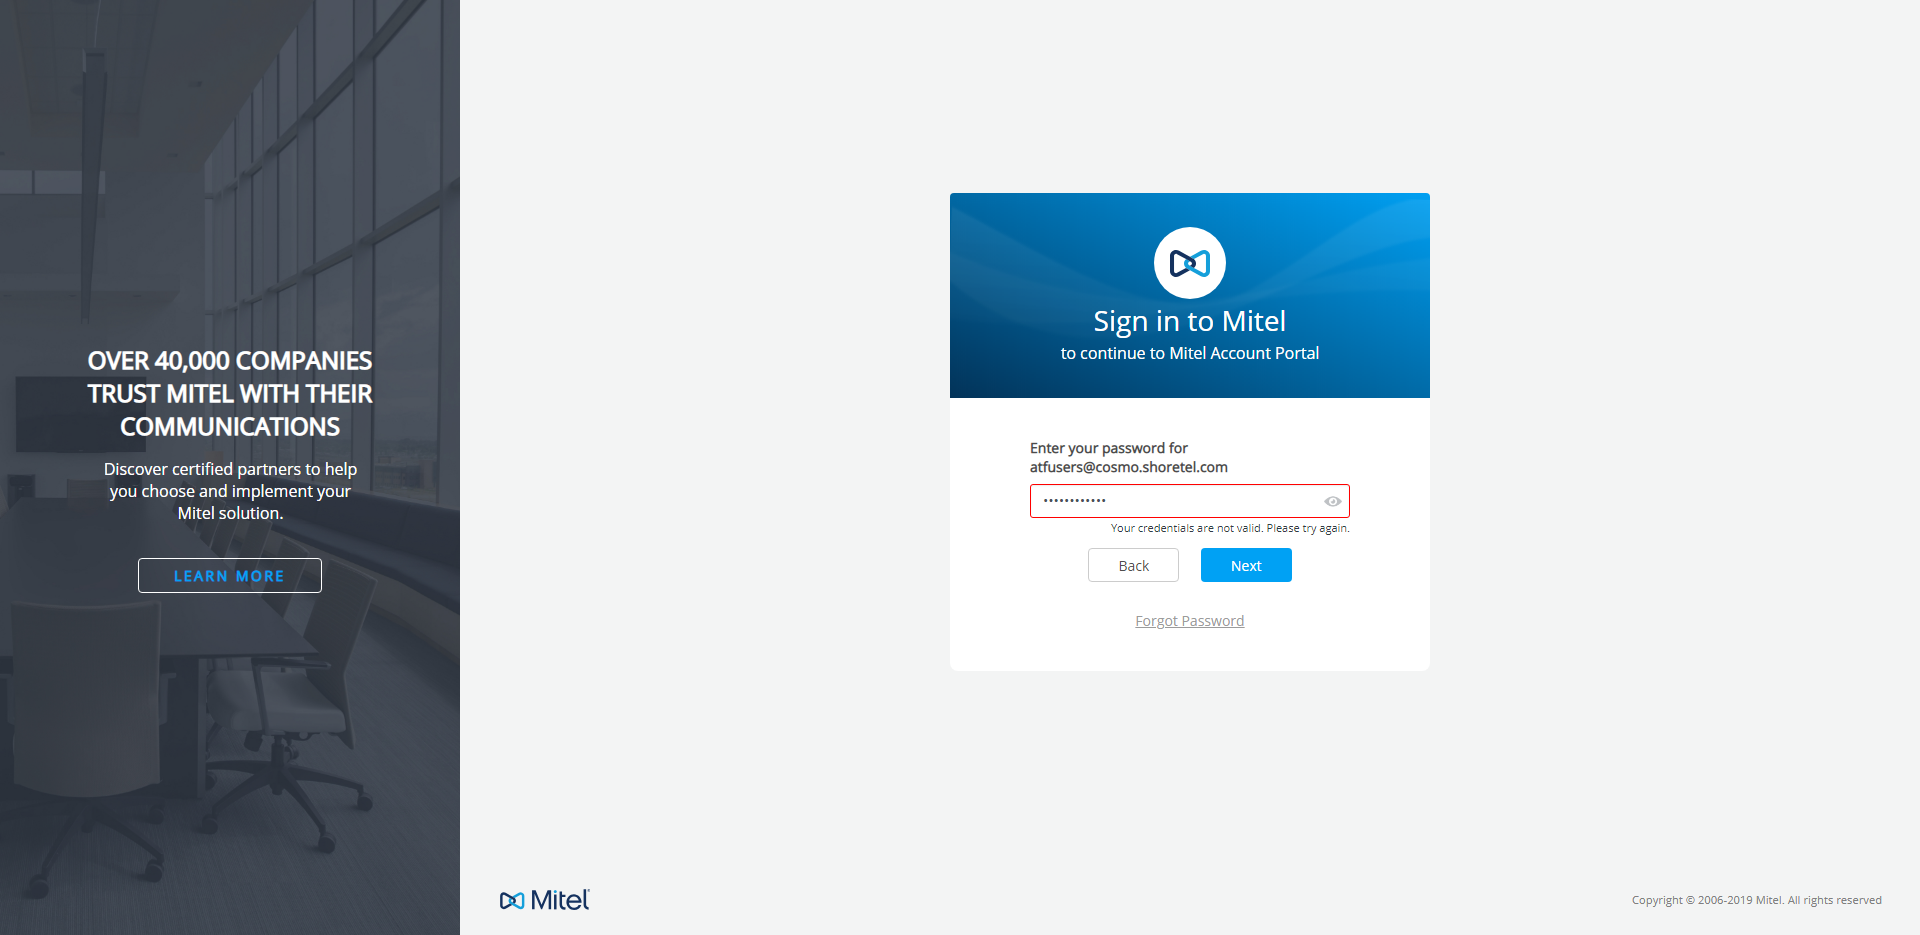 OVER 40,000 COMPANIES
TRUST MITEL WITH THEIR
COMMUNICATIONS
Discover certified partners to help
you choose and implement your
Mitel solution.
LEARN MORE
Sign in to Mitel
to continue to Mitel Account Portal
Enter your password for
atfusers@cosmo.shoretel.com
••••••••••••
Your credentials are not valid. Please try again.
Back
Next
Forgot Password
Mitel
Copyright © 2006-2019 Mitel. All rights reserved